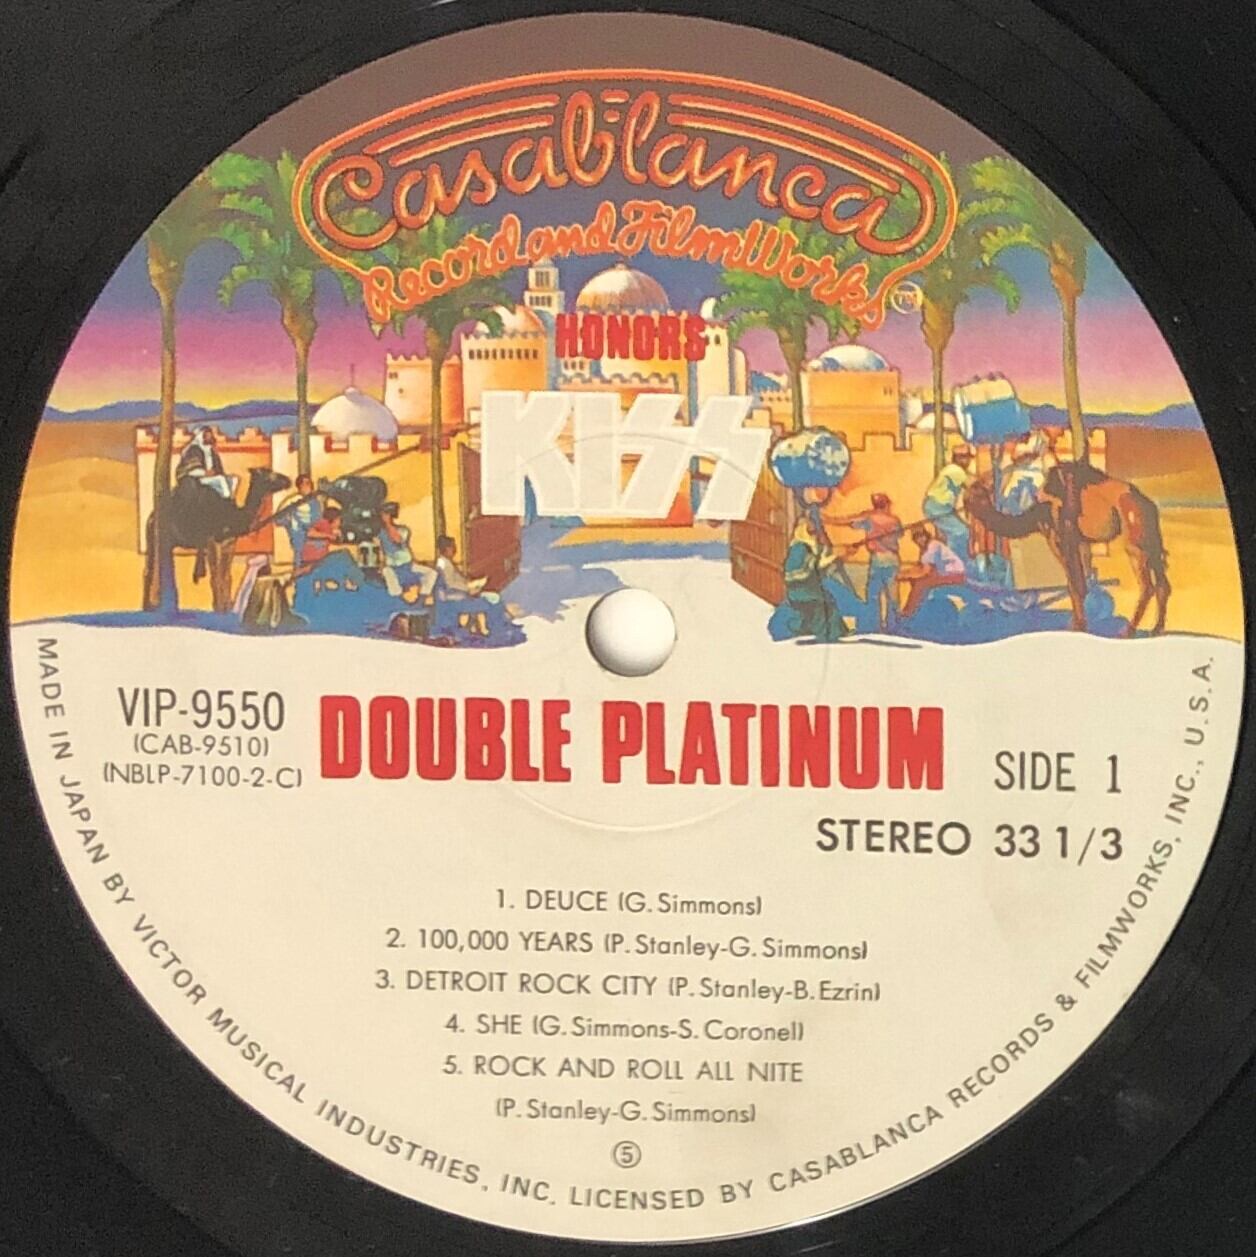 Casablanca
Record and FilmWorks
TM
HONORS
KISS
VIP-9550
(CAB-9510)
(NBLP-7100-2-C)
DOUBLE PLATINUM
SIDE 1
STEREO 33 1/3
1. DEUCE (G. Simmons)
2. 100,000 YEARS (P. Stanley-G. Simmons)
3. DETROIT ROCK CITY (P. Stanley-B. Ezrin)
4. SHE (G. Simmons-S. Coronel)
5. ROCK AND ROLL ALL NITE
(P. Stanley-G. Simmons)
⑤
MADE IN JAPAN BY VICTOR MUSICAL INDUSTRIES, INC. LICENSED BY CASABLANCA RECORDS & FILMWORKS, INC., U.S.A.